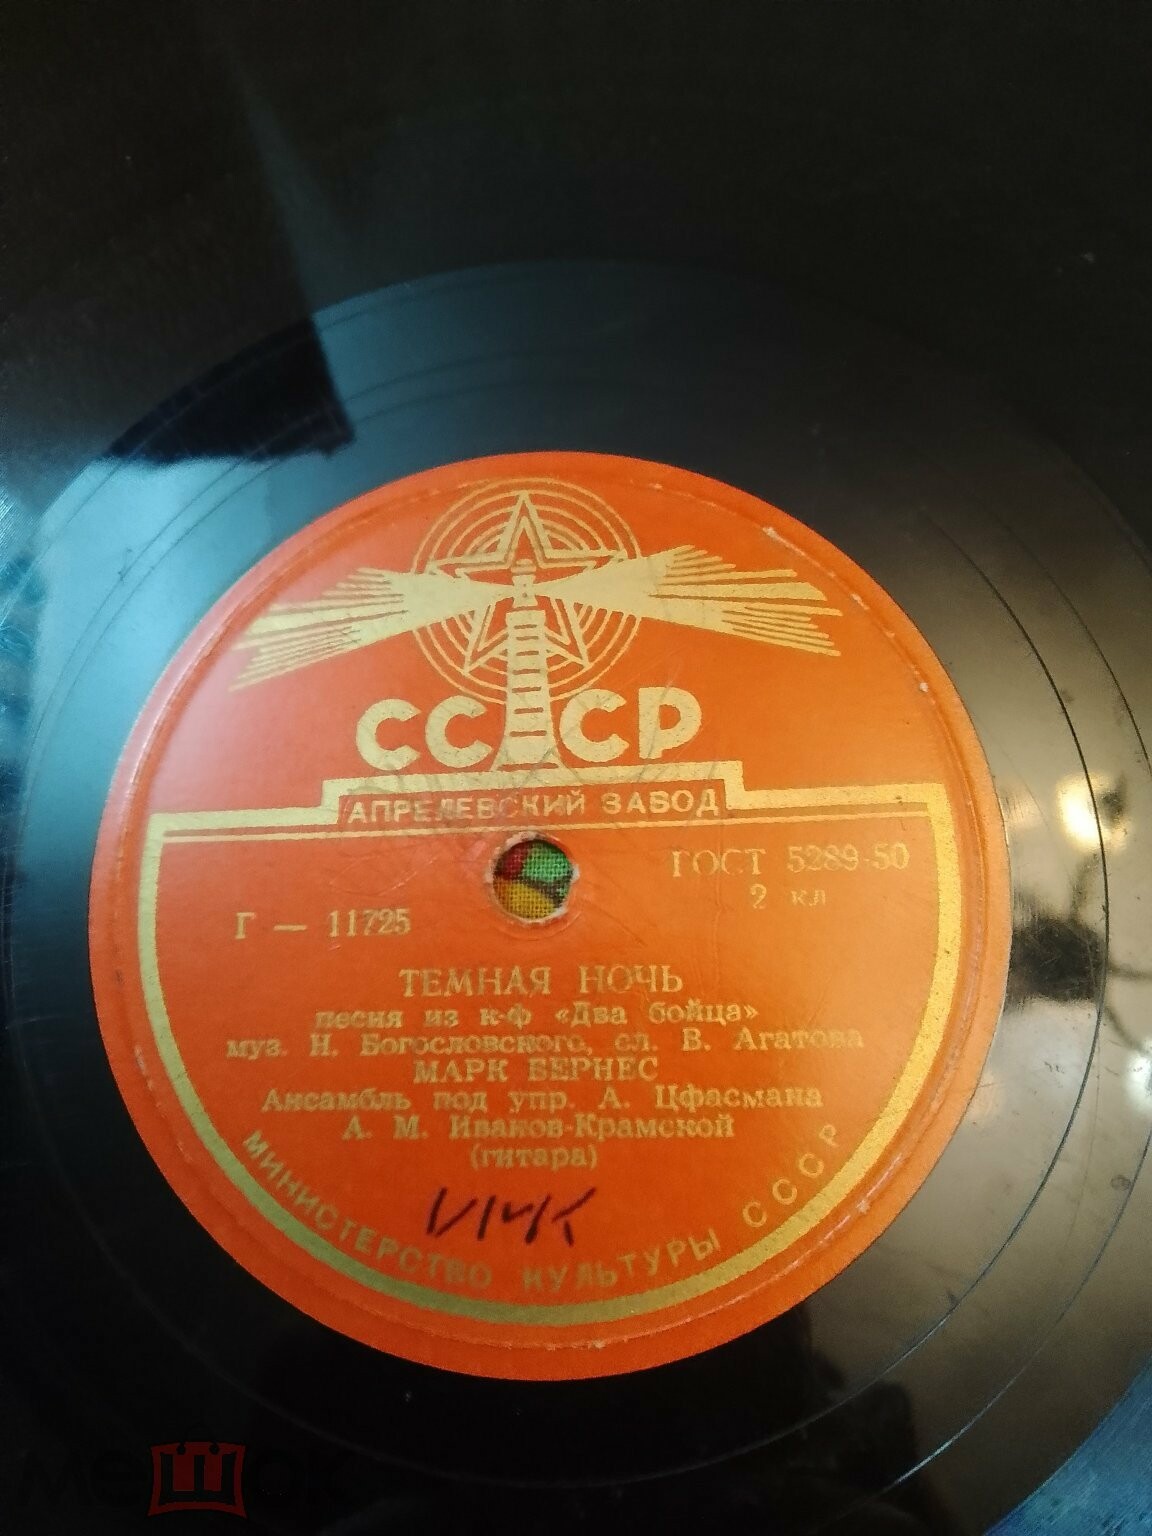 СССР
АПРЕЛЕВСКИЙ ЗАВОД
ГОСТ 5289-50
2 кл
Г — 11725
ТЕМНАЯ НОЧЬ
песня из к-ф «Два бойца»
муз. Н. Богословского, сл. В. Агатова
МАРК БЕРНЕС
Ансамбль под упр. А. Цфасмана
А. М. Иванов-Крамской
(гитара)
МИНИСТЕРСТВО КУЛЬТУРЫ СССР
мешок